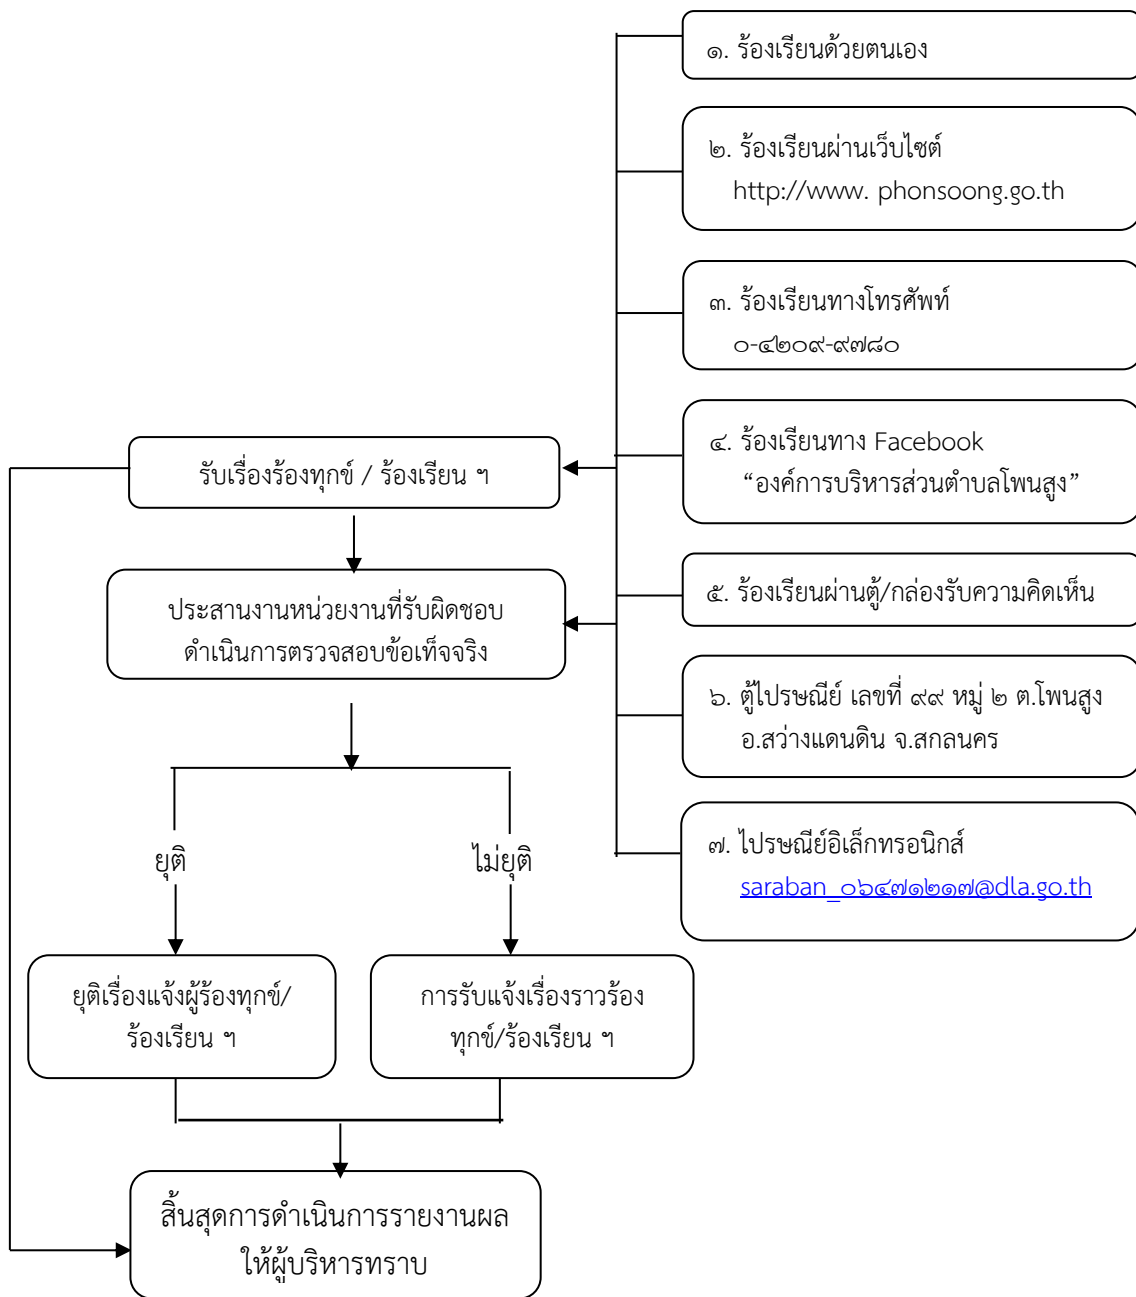 ๑. ร้องเรียนด้วยตนเอง
๒. ร้องเรียนผ่านเว็บไซต์
http://www. phonsoong.go.th
๓. ร้องเรียนทางโทรศัพท์
๐-๔๒๐๙-๙๗๘๐
๔. ร้องเรียนทาง Facebook
“องค์การบริหารส่วนตำบลโพนสูง”
๕. ร้องเรียนผ่านตู้/กล่องรับความคิดเห็น
๖. ตู้ไปรษณีย์ เลขที่ ๙๙ หมู่ ๒ ต.โพนสูง
อ.สว่างแดนดิน จ.สกลนคร
๗. ไปรษณีย์อิเล็กทรอนิกส์
saraban_๐๖๔๗๑๒๑๗@dla.go.th
รับเรื่องร้องทุกข์ / ร้องเรียน ฯ
ประสานงานหน่วยงานที่รับผิดชอบ
ดำเนินการตรวจสอบข้อเท็จจริง
ยุติ
ไม่ยุติ
ยุติเรื่องแจ้งผู้ร้องทุกข์/
ร้องเรียน ฯ
การรับแจ้งเรื่องราวร้อง
ทุกข์/ร้องเรียน ฯ
สิ้นสุดการดำเนินการรายงานผล
ให้ผู้บริหารทราบ